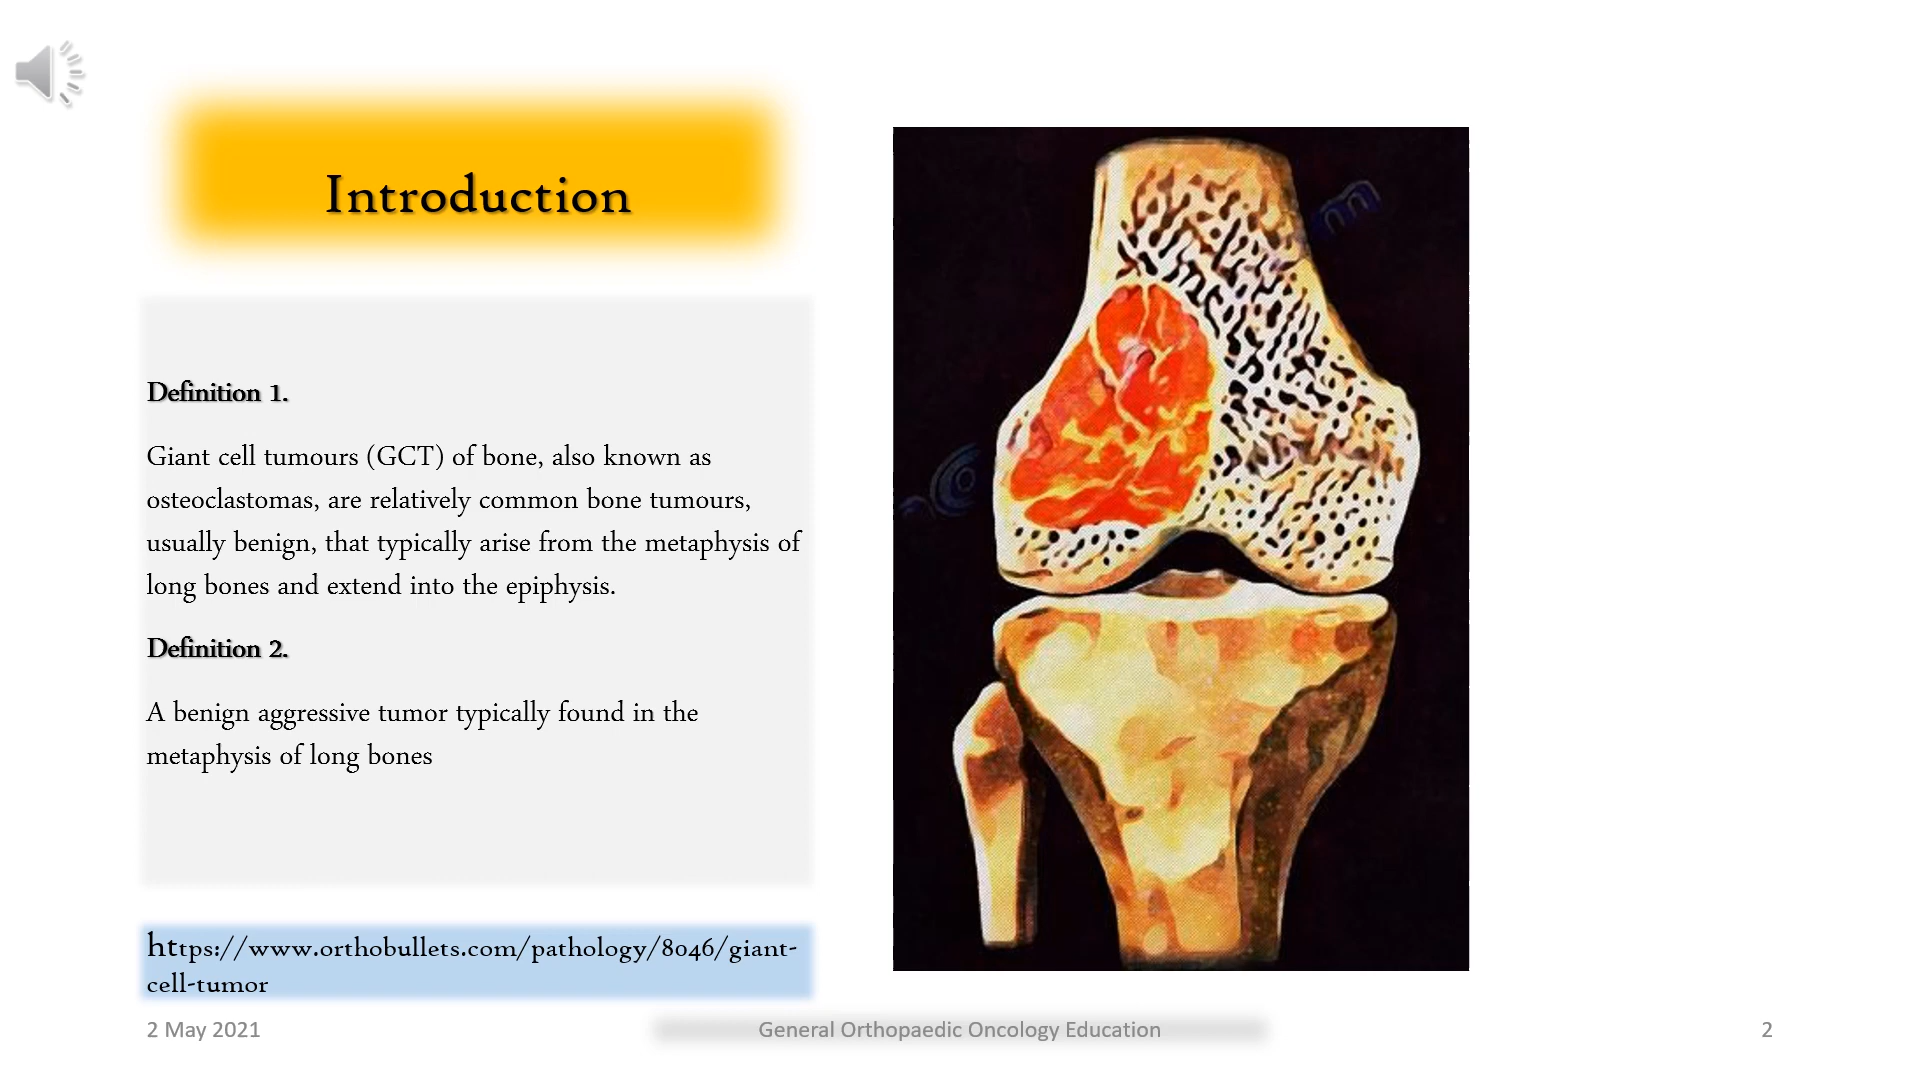 Introduction
Definition 1.
Giant cell tumours (GCT) of bone, also known as
osteoclastomas, are relatively common bone tumours,
usually benign, that typically arise from the metaphysis of
long bones and extend into the epiphysis.
Definition 2.
A benign aggressive tumor typically found in the
metaphysis of long bones
https://www.orthobullets.com/pathology/8046/giant-
cell-tumor
2 May 2021
General Orthopaedic Oncology Education
2